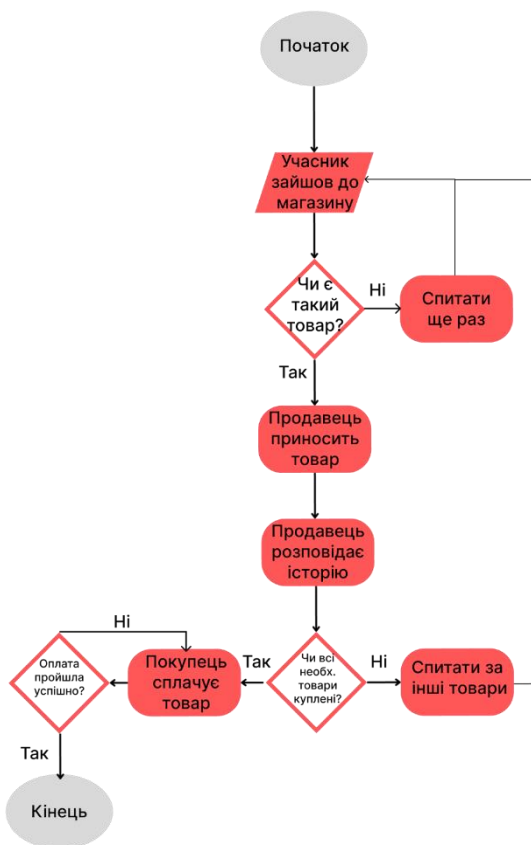 Початок
Учасник
зайшов до
магазину
Чи є
такий
товар?
Ні
Спитати
ще раз
Так
Продавець
приносить
товар
Продавець
розповідає
історію
Ні
Оплата
пройшла
успішно?
Покупець
сплачує
товар
Так
Чи всі
необх.
товари
куплені?
Ні
Спитати за
інші товари
Так
Кінець